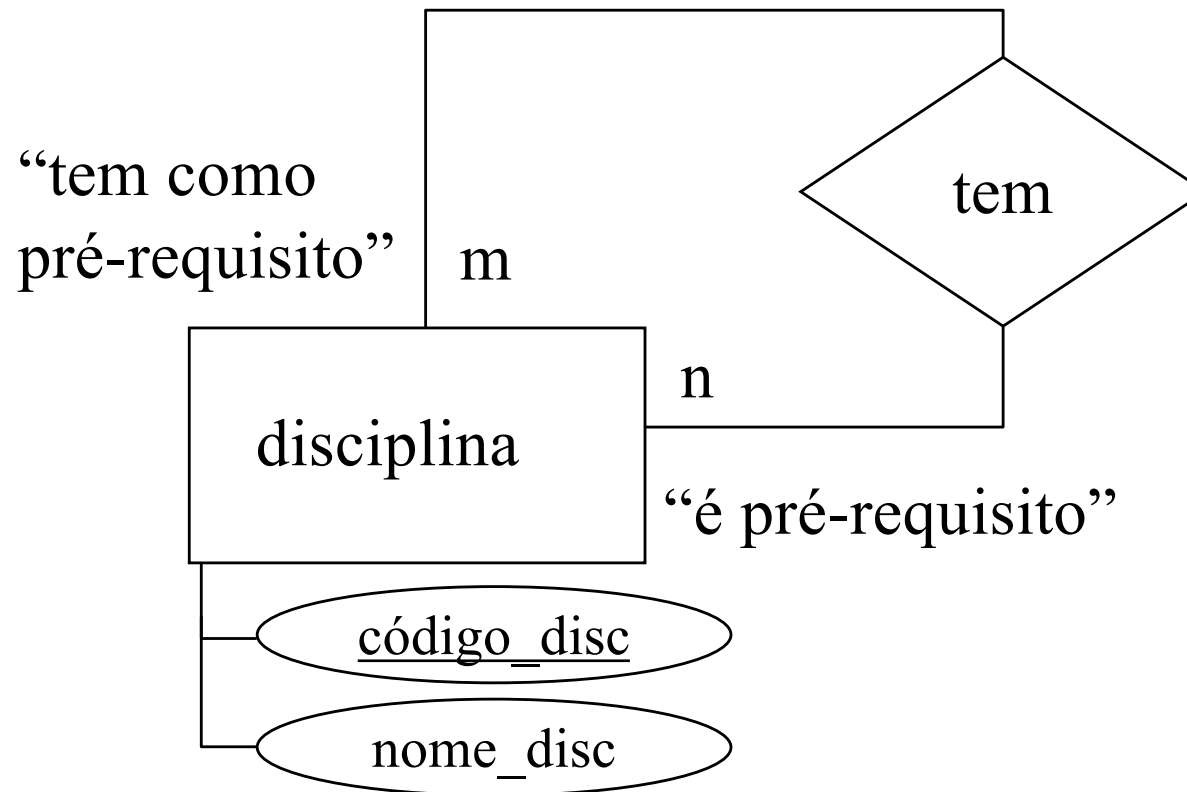 “tem como
pré-requisito”
m
tem
n
disciplina
“é pré-requisito”
código_disc
nome_disc